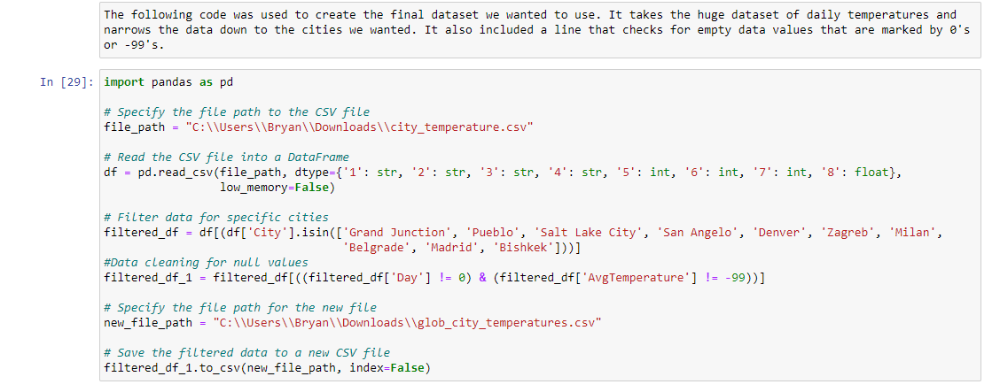 The following code was used to create the final dataset we wanted to use. It takes the huge dataset of daily temperatures and
narrows the data down to the cities we wanted. It also included a line that checks for empty data values that are marked by 0's
or -99's.
In [29]: import pandas as pd
# Specify the file path to the CSV file
file_path = "C:\\Users\\Bryan\\Downloads\\city_temperature.csv"
# Read the CSV file into a DataFrame
df = pd.read_csv(file_path, dtype={'1': str, '2': str, '3': str, '4': str, '5': int, '6': int, '7': int, '8': float},
low_memory=False)
# Filter data for specific cities
filtered_df = df[(df['City'].isin(['Grand Junction', 'Pueblo', 'Salt Lake City', 'San Angelo', 'Denver', 'Zagreb', 'Milan',
'Belgrade', 'Madrid', 'Bishkek']))]
#Data cleaning for null values
filtered_df_1 = filtered_df[((filtered_df['Day'] != 0) & (filtered_df['AvgTemperature'] != -99))]
# Specify the file path for the new file
new_file_path = "C:\\Users\\Bryan\\Downloads\\glob_city_temperatures.csv"
# Save the filtered data to a new CSV file
filtered_df_1.to_csv(new_file_path, index=False)